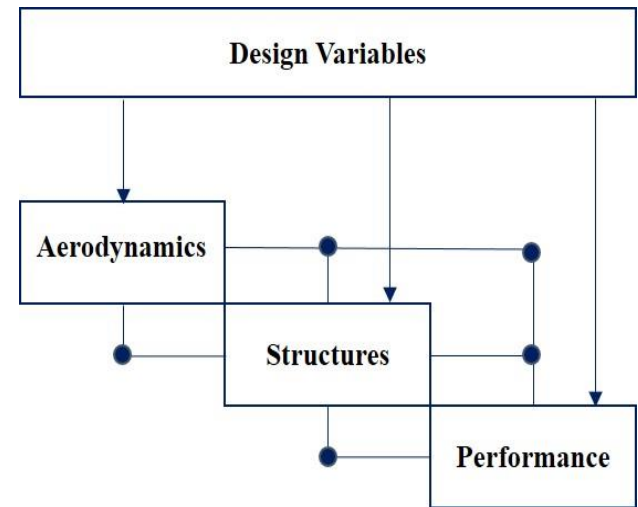 Design Variables
Aerodynamics
Structures
Performance